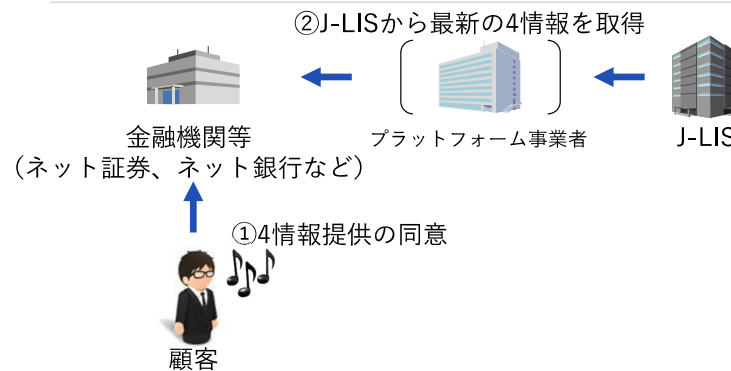 ②J-LISから最新の4情報を取得
金融機関等
（ネット証券、ネット銀行など）
プラットフォーム事業者
J-LIS
①4情報提供の同意
顧客